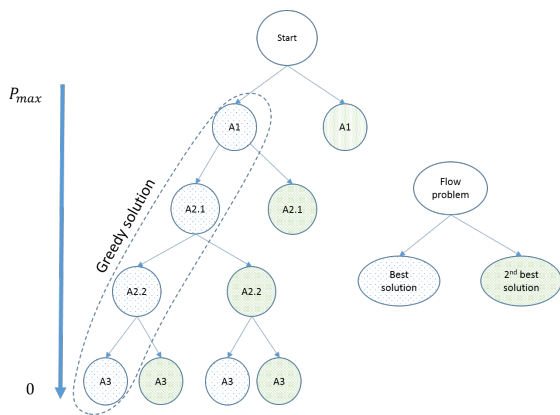 Start
P_max
A1
A1
Greedy solution
A2.1
A2.1
A2.2
A2.2
A3
A3
A3
A3
0
Flow
problem
Best
solution
2nd best
solution